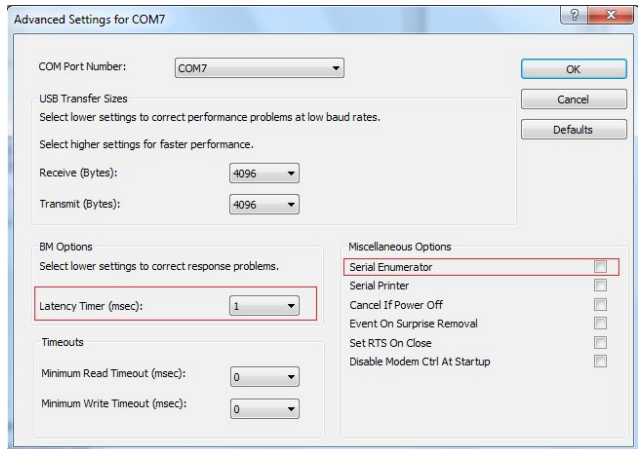 Advanced Settings for COM7
COM Port Number: COM7
OK
USB Transfer Sizes
Cancel
Select lower settings to correct performance problems at low baud rates.
Defaults
Select higher settings for faster performance.
Receive (Bytes): 4096
Transmit (Bytes): 4096
BM Options
Select lower settings to correct response problems.
Latency Timer (msec): 1
Timeouts
Minimum Read Timeout (msec): 0
Minimum Write Timeout (msec): 0
Miscellaneous Options
Serial Enumerator
Serial Printer
Cancel If Power Off
Event On Surprise Removal
Set RTS On Close
Disable Modem Ctrl At Startup